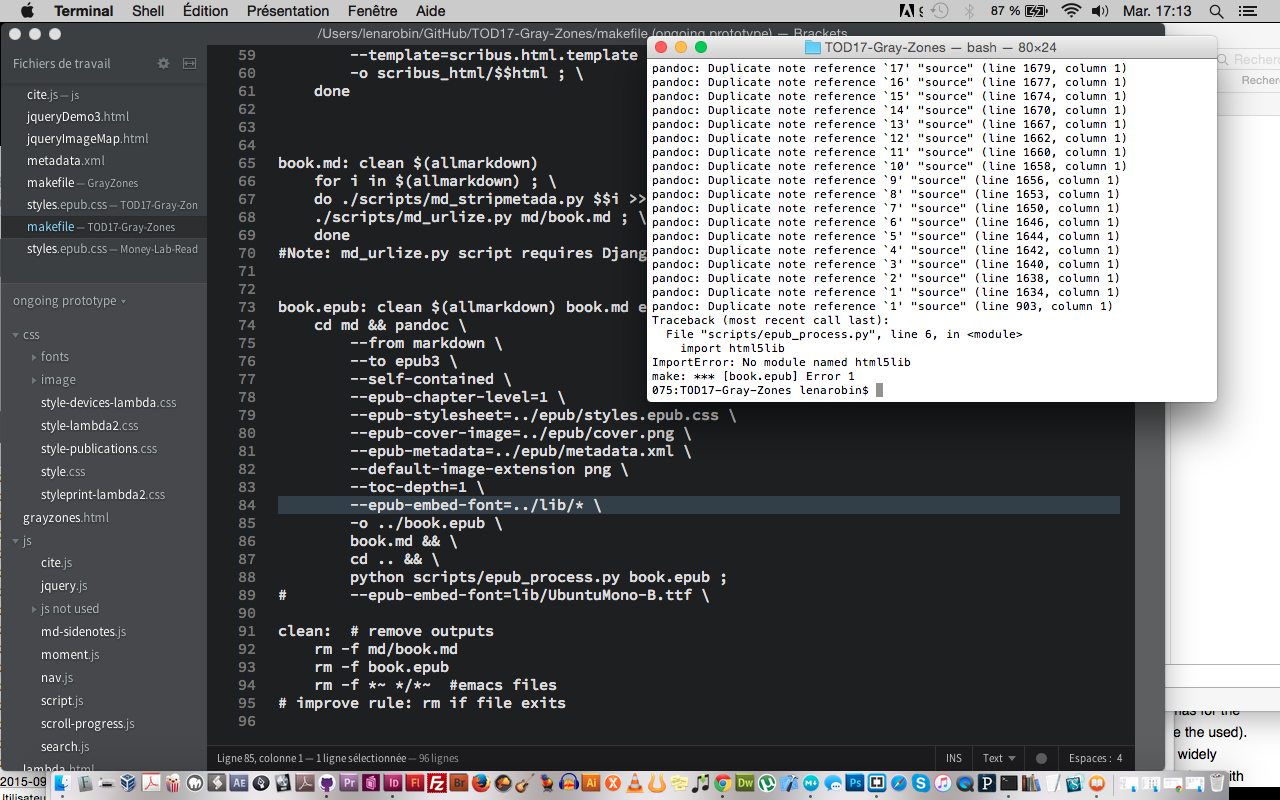 Terminal Shell Édition Présentation Fenêtre Aide 87 % Mar. 17:13
/Users/lenarobin/GitHub/TOD17-Gray-Zones/makefile (ongoing prototype) — Brackets
Fichiers de travail
cite.js — js
jqueryDemo3.html
jqueryImageMap.html
metadata.xml
makefile — GrayZones
styles.epub.css — TOD17-Gray-Zon
makefile — TOD17-Gray-Zones
styles.epub.css — Money-Lab-Read
ongoing prototype
css
fonts
image
style-devices-lambda.css
style-lambda2.css
style-publications.css
style.css
styleprint-lambda2.css
grayzones.html
js
cite.js
jquery.js
js not used
md-sidenotes.js
moment.js
nav.js
script.js
scroll-progress.js
search.js
lambda.html
59 --template=scribus.html.template
60 -o scribus_html/$$html ; \
61 done
62
63
64
65 book.md: clean $(allmarkdown)
66 for i in $(allmarkdown) ; \
67 do ./scripts/md_stripmeta.py $$i >>
68 ./scripts/md_urlize.py md/book.md ; \
69 done
70 #Note: md_urlize.py script requires Djang
71
72
73 book.epub: clean $(allmarkdown) book.md e
74 cd md && pandoc \
75 --from markdown \
76 --to epub3 \
77 --self-contained \
78 --epub-chapter-level=1 \
79 --epub-stylesheet=../epub/styles.epub.css \
80 --epub-cover-image=../epub/cover.png \
81 --epub-metadata=../epub/metadata.xml \
82 --default-image-extension png \
83 --toc-depth=1 \
84 --epub-embed-font=../lib/* \
85 -o ../book.epub \
86 book.md && \
87 cd .. && \
88 python scripts/epub_process.py book.epub ;
89 # --epub-embed-font=lib/UbuntuMono-B.ttf \
90
91 clean: # remove outputs
92 rm -f md/book.md
93 rm -f book.epub
94 rm -f *~ */*~ #emacs files
95 # improve rule: rm if file exits
96
Ligne 85, colonne 1 — 1 ligne sélectionnée — 96 lignes INS Text Espaces : 4
TOD17-Gray-Zones — bash — 80×24
pandoc: Duplicate note reference `17' "source" (line 1679, column 1)
pandoc: Duplicate note reference `16' "source" (line 1677, column 1)
pandoc: Duplicate note reference `15' "source" (line 1674, column 1)
pandoc: Duplicate note reference `14' "source" (line 1670, column 1)
pandoc: Duplicate note reference `13' "source" (line 1667, column 1)
pandoc: Duplicate note reference `12' "source" (line 1662, column 1)
pandoc: Duplicate note reference `11' "source" (line 1660, column 1)
pandoc: Duplicate note reference `10' "source" (line 1658, column 1)
pandoc: Duplicate note reference `9' "source" (line 1656, column 1)
pandoc: Duplicate note reference `8' "source" (line 1653, column 1)
pandoc: Duplicate note reference `7' "source" (line 1650, column 1)
pandoc: Duplicate note reference `6' "source" (line 1646, column 1)
pandoc: Duplicate note reference `5' "source" (line 1644, column 1)
pandoc: Duplicate note reference `4' "source" (line 1642, column 1)
pandoc: Duplicate note reference `3' "source" (line 1640, column 1)
pandoc: Duplicate note reference `2' "source" (line 1638, column 1)
pandoc: Duplicate note reference `1' "source" (line 1634, column 1)
pandoc: Duplicate note reference `1' "source" (line 903, column 1)
Traceback (most recent call last):
File "scripts/epub_process.py", line 6, in <module>
import html5lib
ImportError: No module named html5lib
make: *** [book.epub] Error 1
075:TOD17-Gray-Zones lenarobin$
Recherc
Recher
has for the
e the used).
widely
with
2015-09